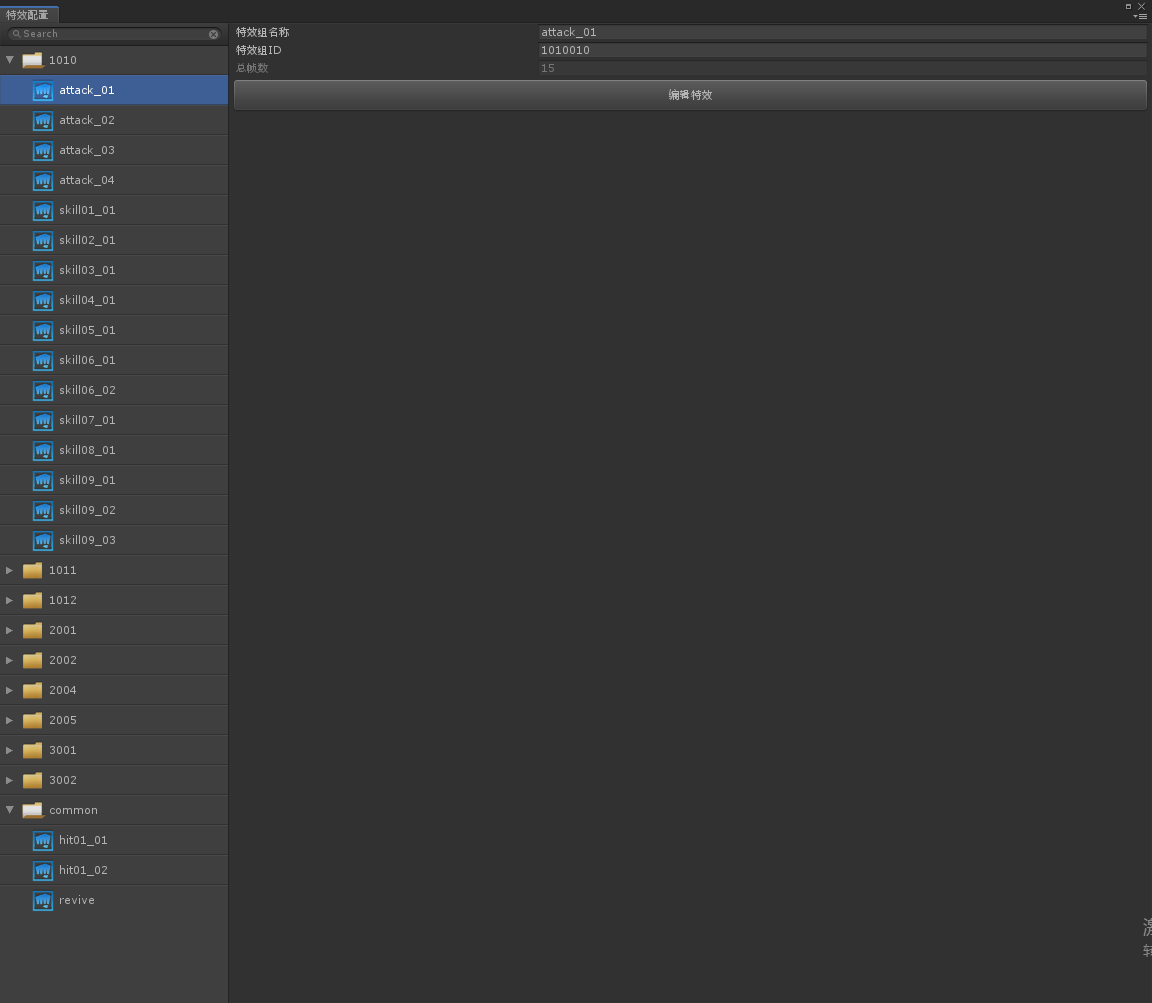 特效配置
Search
1010
attack_01
attack_02
attack_03
attack_04
skill01_01
skill02_01
skill03_01
skill04_01
skill05_01
skill06_01
skill06_02
skill07_01
skill08_01
skill09_01
skill09_02
skill09_03
1011
1012
2001
2002
2004
2005
3001
3002
common
hit01_01
hit01_02
revive
特效组名称 attack_01
特效组ID 1010010
总帧数 15
编辑特效